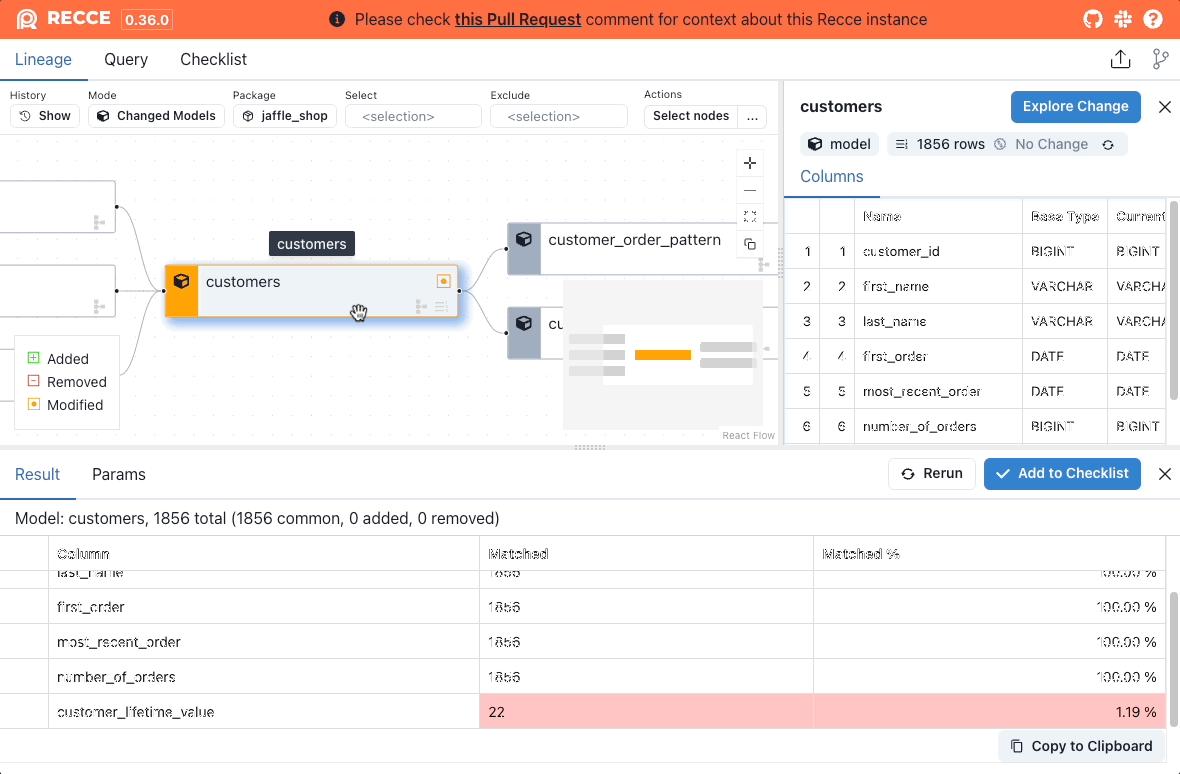 RECCE 0.36.0 Please check this Pull Request comment for context about this Recce instance
Lineage Query Checklist
History Mode Package Select Exclude Actions
Show Changed Models jaffle_shop <selection> <selection> Select nodes ...
customers
customers
customer_order_pattern
cu
Added
Removed
Modified
React Flow
customers Explore Change
model 1856 rows No Change
Columns
Name Base Type Current
1 1 customer_id BIGINT BIGINT
2 2 first_name VARCHAR VARCHA
3 3 last_name VARCHAR VARCHA
4 4 first_order DATE DATE
5 5 most_recent_order DATE DATE
6 6 number_of_orders BIGINT BIGINT
Result Params Rerun Add to Checklist
Model: customers, 1856 total (1856 common, 0 added, 0 removed)
Column Matched Matched %
last_name 1856 100.00 %
first_order 1856 100.00 %
most_recent_order 1856 100.00 %
number_of_orders 1856 100.00 %
customer_lifetime_value 22 1.19 %
Copy to Clipboard